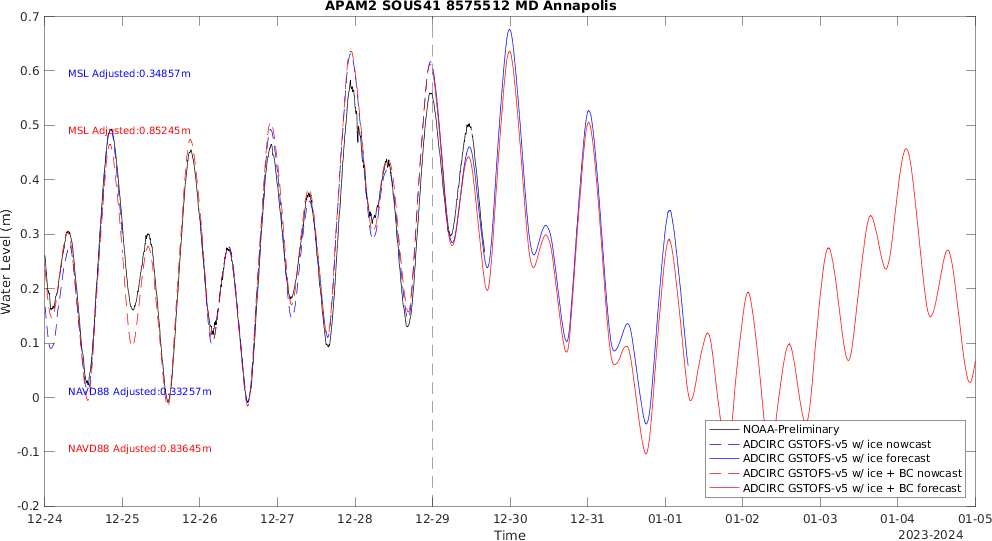 APAM2 SOUS41 8575512 MD Annapolis
0.7
0.6
0.5
0.4
0.3
0.2
0.1
0
-0.1
-0.2
Water Level (m)
MSL Adjusted:0.34857m
MSL Adjusted:0.85245m
NAVD88 Adjusted:0.33257m
NAVD88 Adjusted:0.83645m
NOAA-Preliminary
ADCIRC GSTOFS-v5 w/ ice nowcast
ADCIRC GSTOFS-v5 w/ ice forecast
ADCIRC GSTOFS-v5 w/ ice + BC nowcast
ADCIRC GSTOFS-v5 w/ ice + BC forecast
12-24 12-25 12-26 12-27 12-28 12-29 12-30 12-31 01-01 01-02 01-03 01-04 01-05
Time
2023-2024